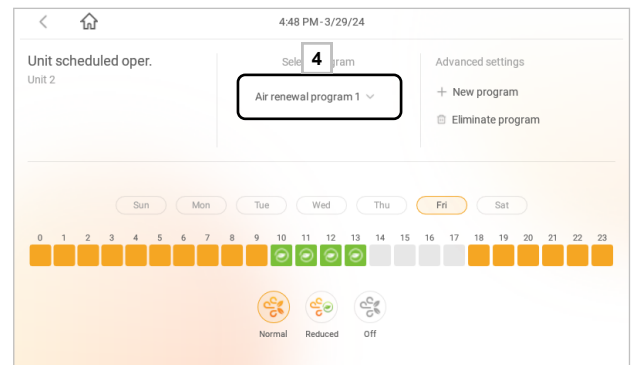 4:48 PM-3/29/24
Unit scheduled oper.
Unit 2
4
Air renewal program 1
Advanced settings
+ New program
Eliminate program
Sun Mon Tue Wed Thu Fri Sat
0 1 2 3 4 5 6 7 8 9 10 11 12 13 14 15 16 17 18 19 20 21 22 23
Normal Reduced Off